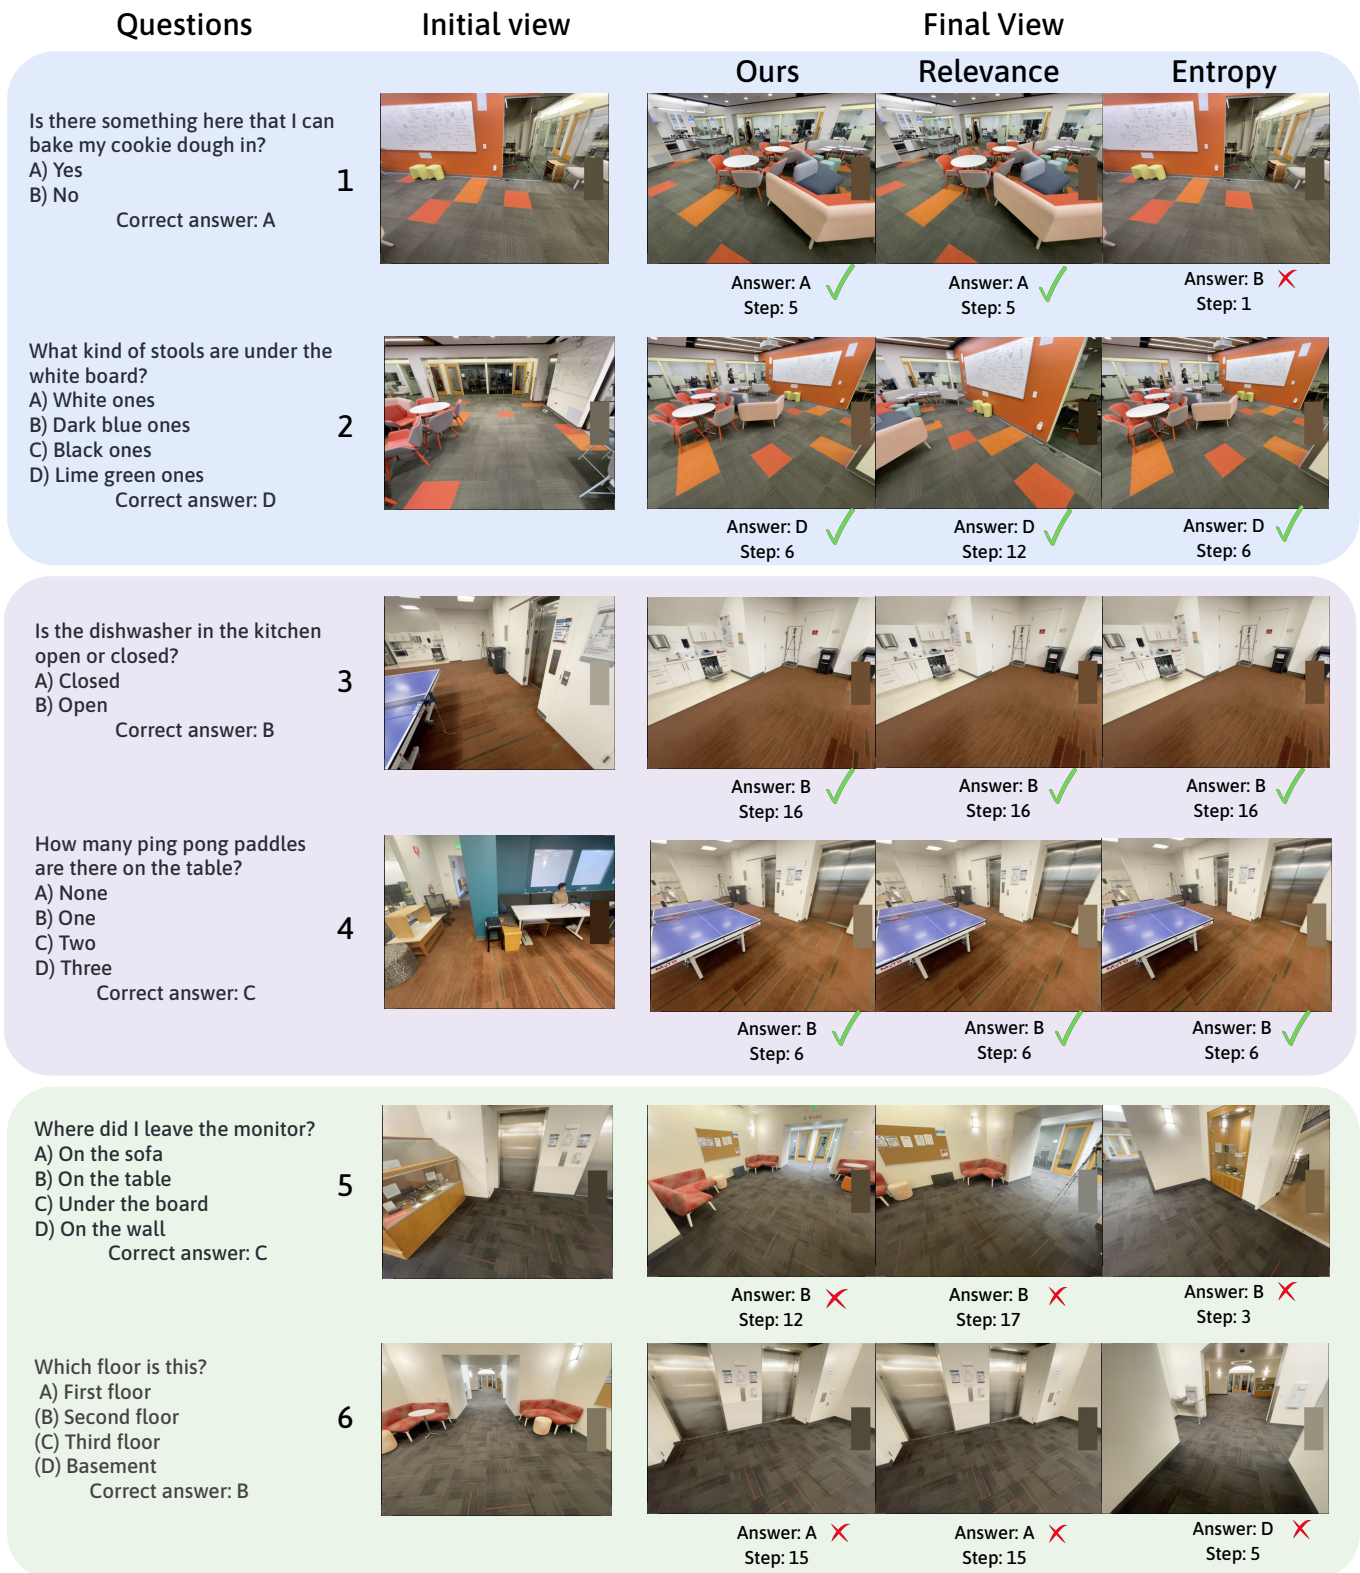 Questions
Initial view
Final View
Ours
Relevance
Entropy
Is there something here that I can
bake my cookie dough in?
A) Yes
B) No
Correct answer: A
1
Answer: A
Step: 5
Answer: A
Step: 5
Answer: B
Step: 1
What kind of stools are under the
white board?
A) White ones
B) Dark blue ones
C) Black ones
D) Lime green ones
Correct answer: D
2
Answer: D
Step: 6
Answer: D
Step: 12
Answer: D
Step: 6
Is the dishwasher in the kitchen
open or closed?
A) Closed
B) Open
Correct answer: B
3
Answer: B
Step: 16
Answer: B
Step: 16
Answer: B
Step: 16
How many ping pong paddles
are there on the table?
A) None
B) One
C) Two
D) Three
Correct answer: C
4
Answer: B
Step: 6
Answer: B
Step: 6
Answer: B
Step: 6
Where did I leave the monitor?
A) On the sofa
B) On the table
C) Under the board
D) On the wall
Correct answer: C
5
Answer: B
Step: 12
Answer: B
Step: 17
Answer: B
Step: 3
Which floor is this?
A) First floor
(B) Second floor
(C) Third floor
(D) Basement
Correct answer: B
6
Answer: A
Step: 15
Answer: A
Step: 15
Answer: D
Step: 5